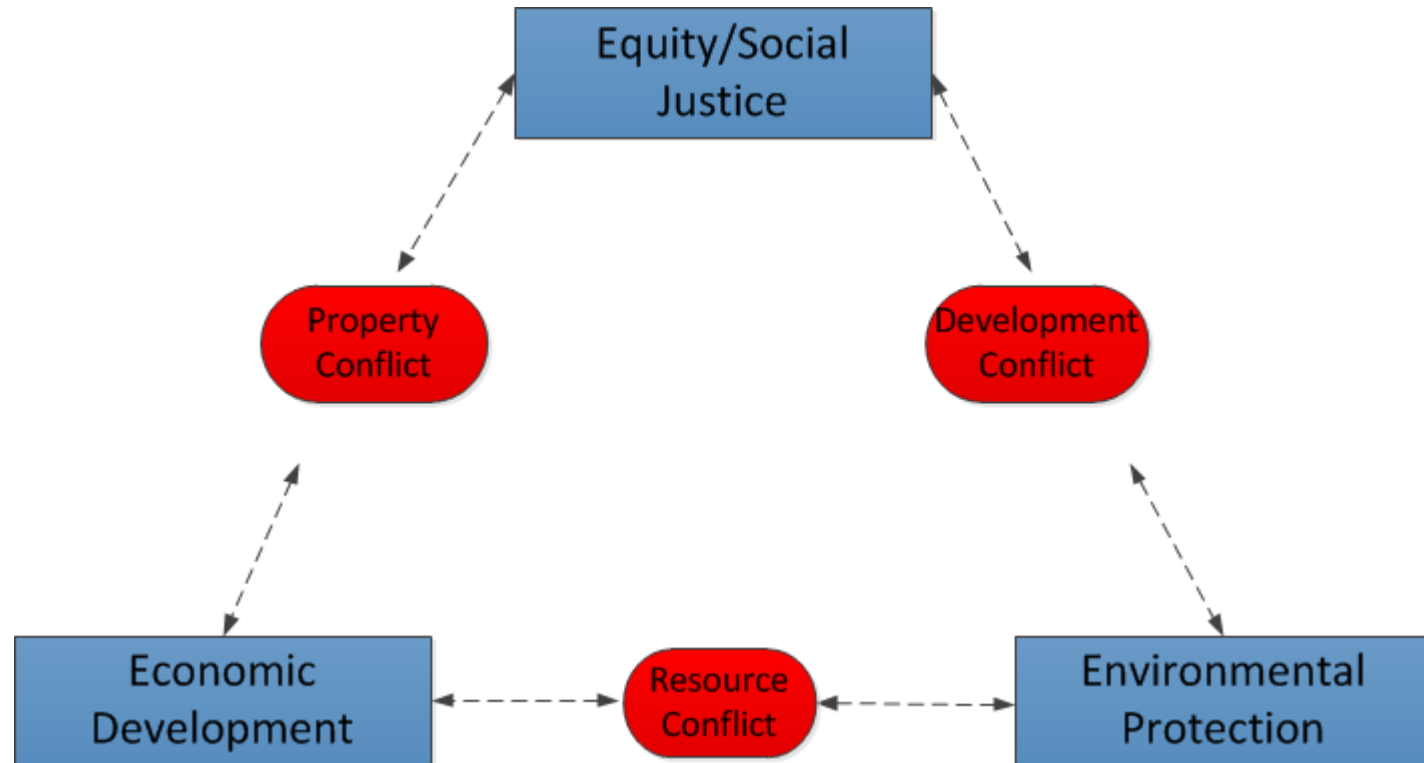 Equity/Social
Justice
Property
Conflict
Development
Conflict
Economic
Development
Resource
Conflict
Environmental
Protection